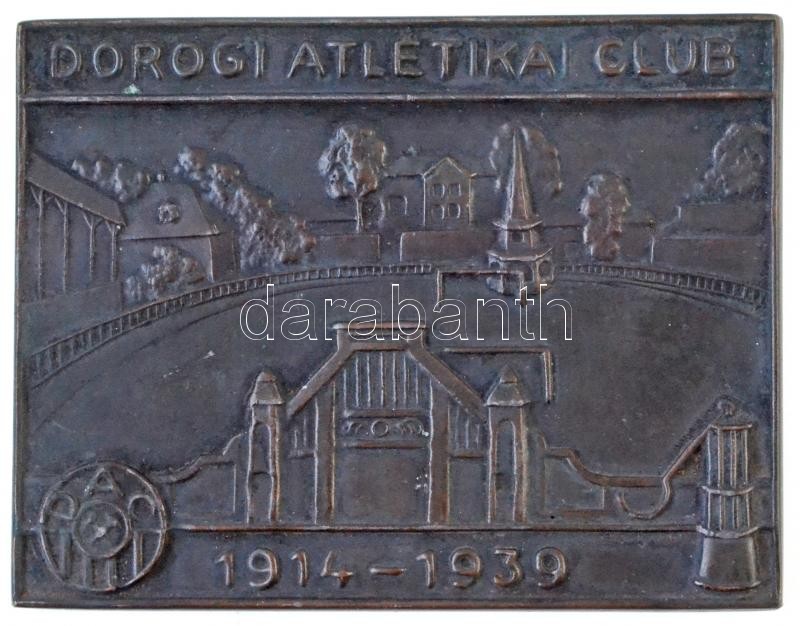 DOROGI ATLÉTIKAI CLUB
darabanth
1914-1939